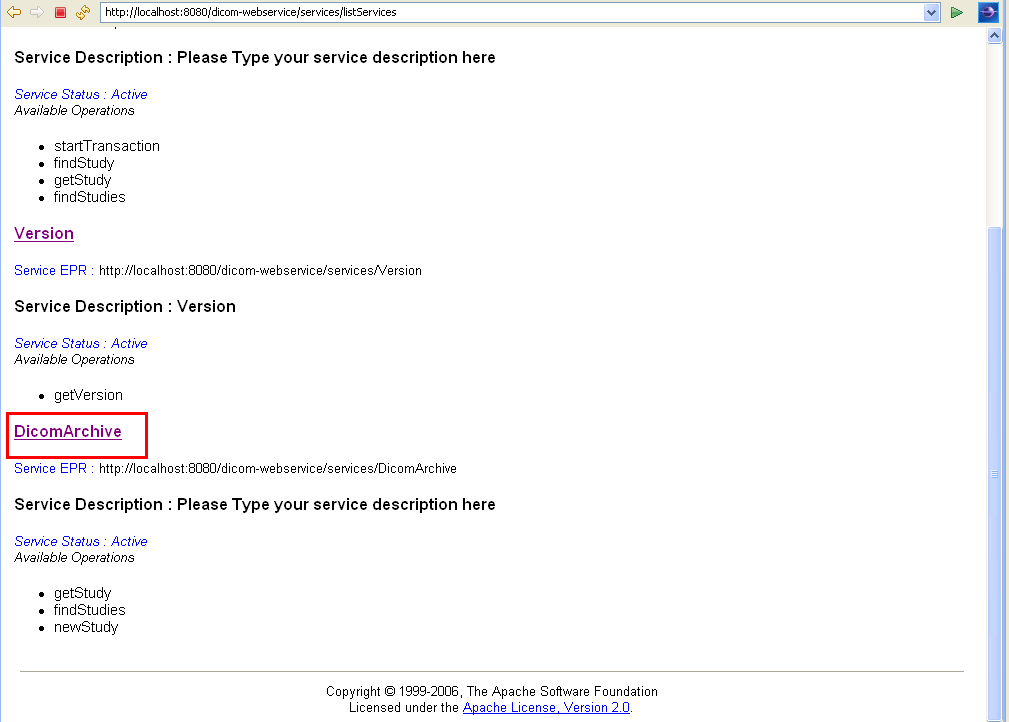 http://localhost:8080/dicom-webservice/services/listServices
Service Description : Please Type your service description here
Service Status : Active
Available Operations
startTransaction
findStudy
getStudy
findStudies
Version
Service EPR : http://localhost:8080/dicom-webservice/services/Version
Service Description : Version
Service Status : Active
Available Operations
getVersion
DicomArchive
Service EPR : http://localhost:8080/dicom-webservice/services/DicomArchive
Service Description : Please Type your service description here
Service Status : Active
Available Operations
getStudy
findStudies
newStudy
Copyright © 1999-2006, The Apache Software Foundation
Licensed under the Apache License, Version 2.0.